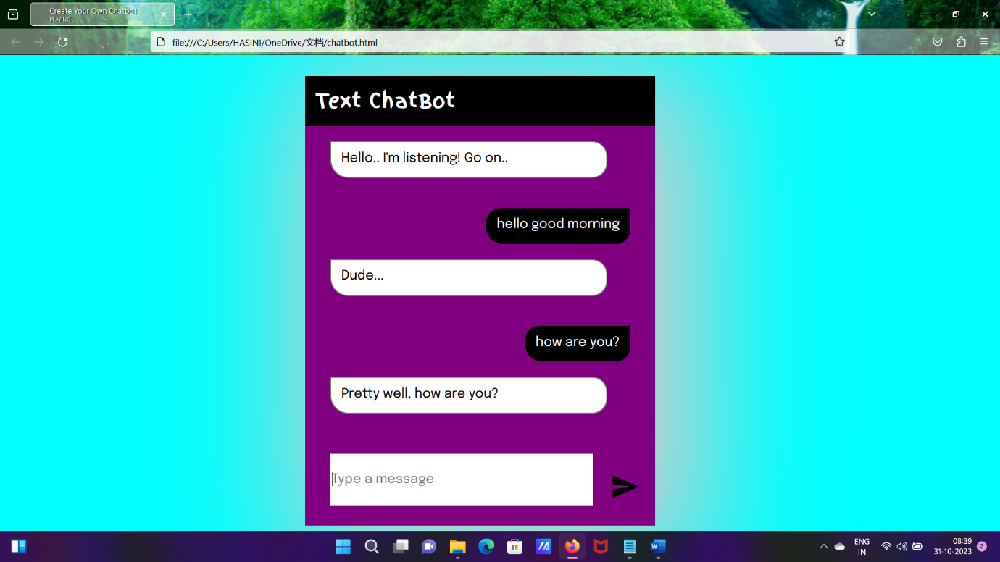 Create Your Own Chatbot
PLAYING
file:///C:/Users/HASINI/OneDrive/文档/chatbot.html
Text ChatBot
Hello.. I'm listening! Go on..
hello good morning
Dude...
how are you?
Pretty well, how are you?
Type a message
ENG
IN
08:39
31-10-2023
2